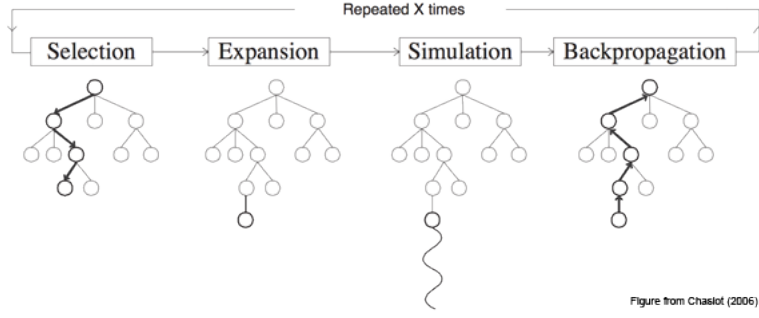 Repeated X times
Selection
Expansion
Simulation
Backpropagation
Figure from Chaslot (2006)